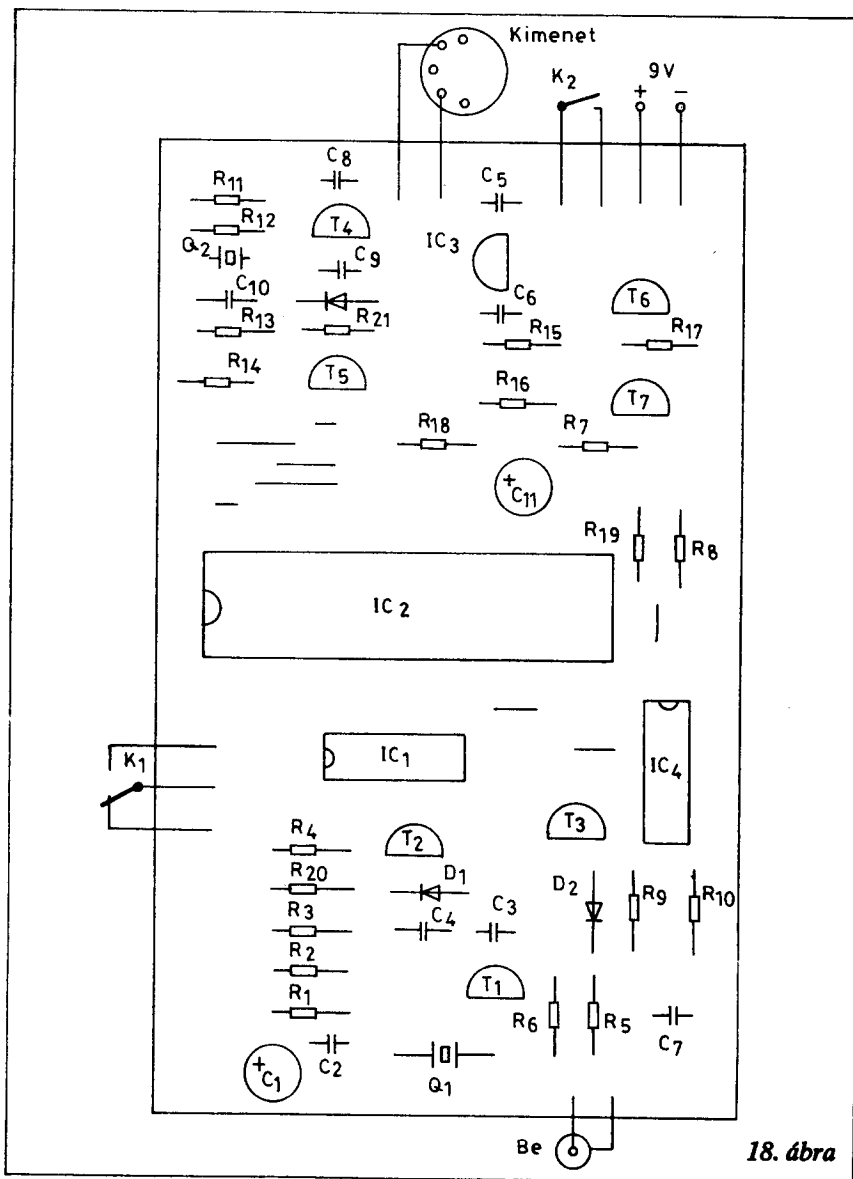 Kimenet
K2
9V
+ −
C8
R11
C5
R12
T4
IC3
Q2
C9
C10
C6
T6
R13
R21
R15
R17
R14
T5
R16
T7
R18
R7
+C11
R19
R8
IC2
K1
IC1
IC4
R4
T2
T3
R20
D1
D2
R9
R10
R3
C4
C3
R2
T1
R1
R6
R5
C2
C7
+C1
Q1
Be
18. ábra